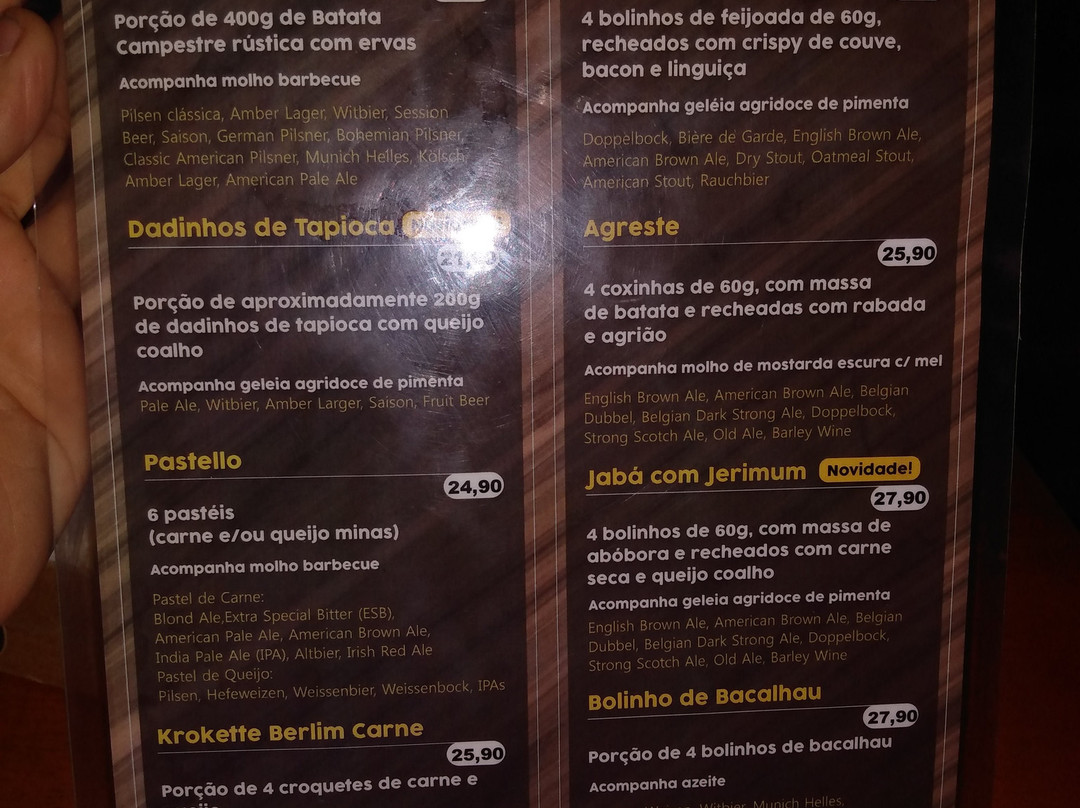 Porção de 400g de Batata
Campestre rústica com ervas
Acompanha molho barbecue
Pilsen clássica, Amber Lager, Witbier, Session
Beer, Saison, German Pilsner, Bohemian Pilsner,
Classic American Pilsner, Munich Helles, Kölsch
Amber Lager, American Pale Ale
Dadinhos de Tapioca
Porção de aproximadamente 200g
de dadinhos de tapioca com queijo
coalho
Acompanha geleia agridoce de pimenta
Pale Ale, Witbier, Amber Larger, Saison, Fruit Beer
Pastello
24,90
6 pastéis
(carne e/ou queijo minas)
Acompanha molho barbecue
Pastel de Carne:
Blond Ale,Extra Special Bitter (ESB),
American Pale Ale, American Brown Ale,
India Pale Ale (IPA), Altbier, Irish Red Ale
Pastel de Queijo:
Pilsen, Hefeweizen, Weissenbier, Weissenbock, IPAs
Krokette Berlim Carne
25,90
Porção de 4 croquetes de carne e
4 bolinhos de feijoada de 60g,
recheados com crispy de couve,
bacon e linguiça
Acompanha geléia agridoce de pimenta
Doppelbock, Bière de Garde, English Brown Ale,
American Brown Ale, Dry Stout, Oatmeal Stout,
American Stout, Rauchbier
Agreste
25,90
4 coxinhas de 60g, com massa
de batata e recheadas com rabada
e agrião
Acompanha molho de mostarda escura c/ mel
English Brown Ale, American Brown Ale, Belgian
Dubbel, Belgian Dark Strong Ale, Doppelbock,
Strong Scotch Ale, Old Ale, Barley Wine
Jabá com Jerimum Novidade!
27,90
4 bolinhos de 60g, com massa de
abóbora e recheados com carne
seca e queijo coalho
Acompanha geleia agridoce de pimenta
English Brown Ale, American Brown Ale, Belgian
Dubbel, Belgian Dark Strong Ale, Doppelbock,
Strong Scotch Ale, Old Ale, Barley Wine
Bolinho de Bacalhau
27,90
Porção de 4 bolinhos de bacalhau
Acompanha azeite
Witbier, Munich Helles,